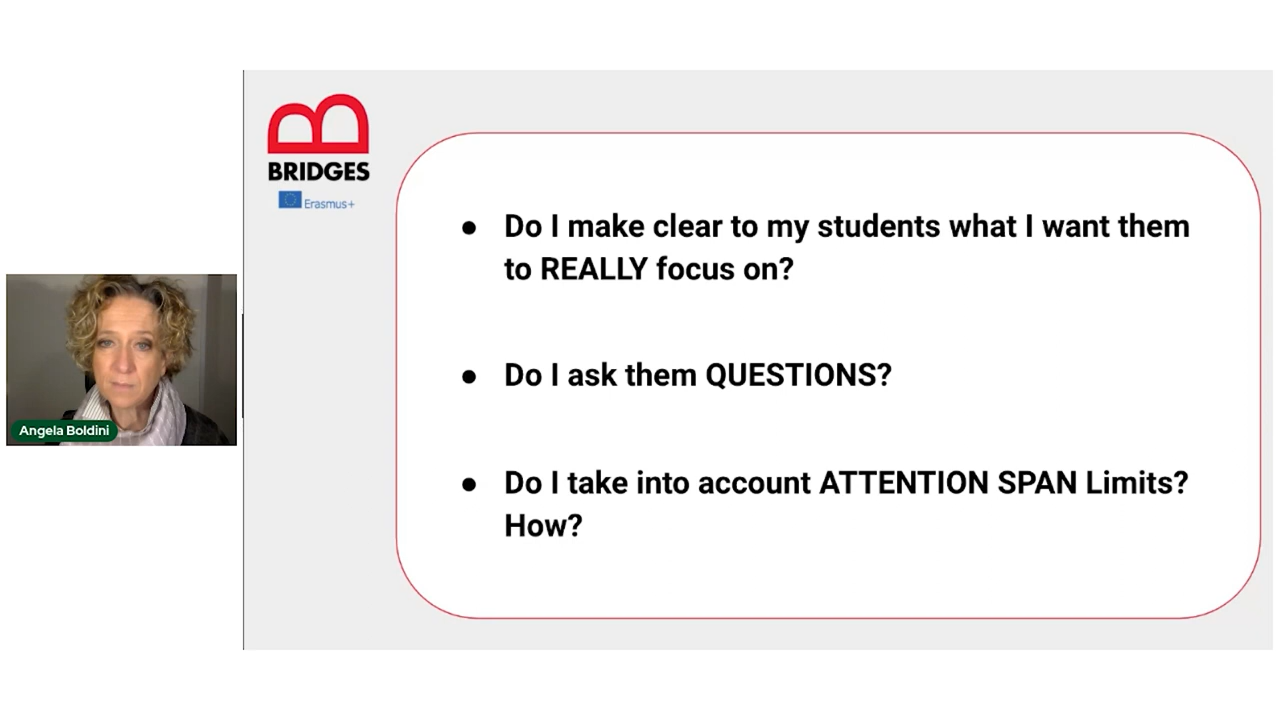 BRIDGES
Erasmus+
● Do I make clear to my students what I want them
to REALLY focus on?
● Do I ask them QUESTIONS?
● Do I take into account ATTENTION SPAN Limits?
How?
Angela Boldini